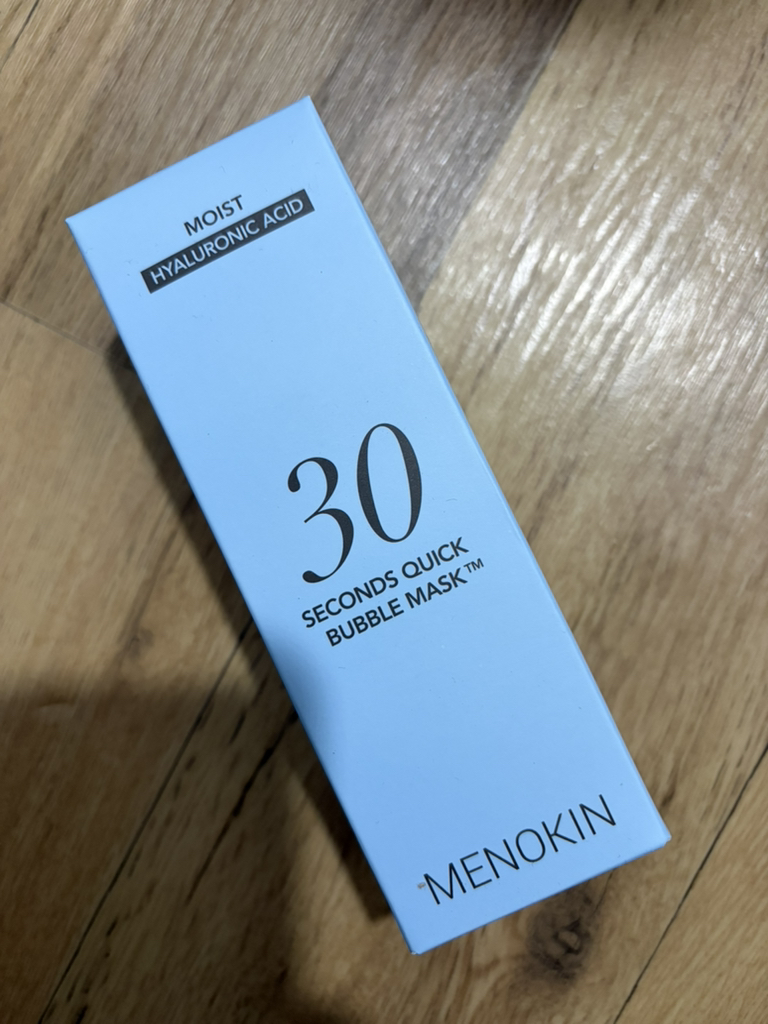 MOIST
HYALURONIC ACID
30
SECONDS QUICK
BUBBLE MASK™
MENOKIN